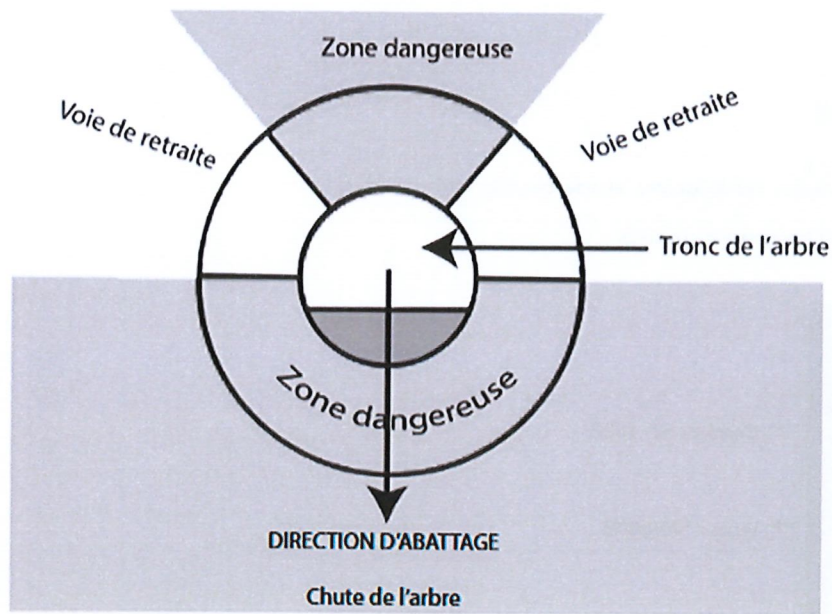 Zone dangereuse
Voie de retraite
Voie de retraite
Tronc de l'arbre
Zone dangereuse
DIRECTION D'ABATTAGE
Chute de l'arbre